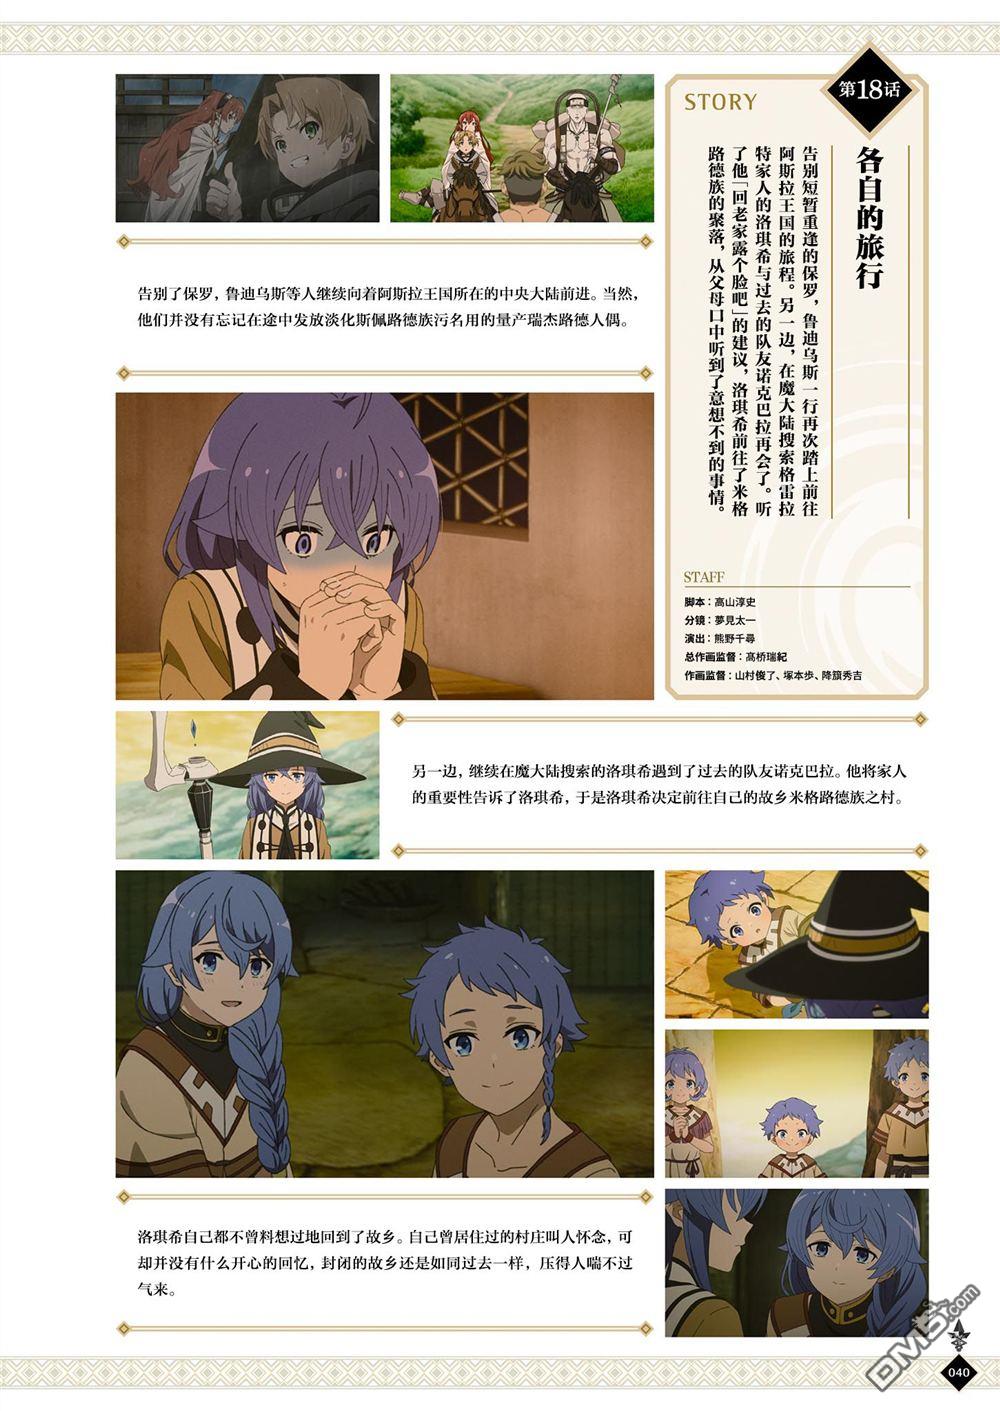 第18话
STORY
各自的旅行
告别短暂重逢的保罗，鲁迪乌斯一行再次踏上前往
阿斯拉王国的旅程。另一边，在魔大陆搜索格雷拉
特家人的洛琪希与过去的队友诺克巴拉再会了。听
了他「回老家露个脸吧」的建议，洛琪希前往了米格
路德族的聚落，从父母口中听到了意想不到的事情。
STAFF
脚本：高山淳史
分镜：夢見太一
演出：熊野千尋
总作画监督：髙桥瑞紀
作画监督：山村俊了、塚本歩、降籏秀吉
告别了保罗，鲁迪乌斯等人继续向着阿斯拉王国所在的中央大陆前进。当然，
他们并没有忘记在途中发放淡化斯佩路德族污名用的量产瑞杰路德人偶。
另一边，继续在魔大陆搜索的洛琪希遇到了过去的队友诺克巴拉。他将家人
的重要性告诉了洛琪希，于是洛琪希决定前往自己的故乡米格路德族之村。
洛琪希自己都不曾料想过地回到了故乡。自己曾居住过的村庄叫人怀念，可
却并没有什么开心的回忆，封闭的故乡还是如同过去一样，压得人喘不过
气来。
DM5.com
040